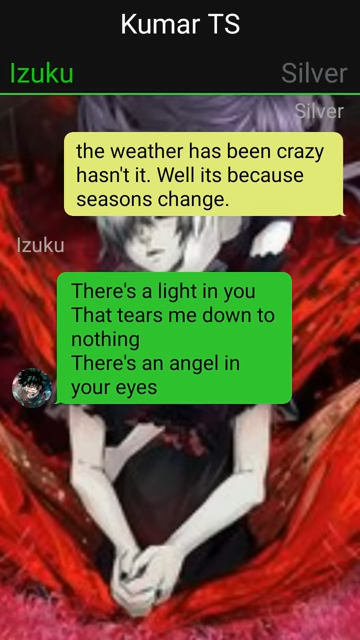 Kumar TS
Izuku Silver
Silver
the weather has been crazy
hasn't it. Well its because
seasons change.
Izuku
There's a light in you
That tears me down to
nothing
There's an angel in
your eyes